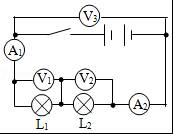 V₃
A₁
V₁ V₂
L₁ L₂ A₂